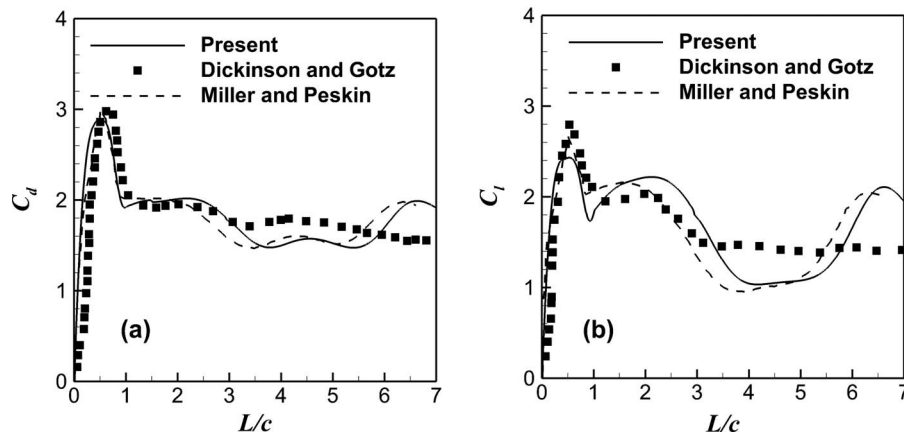 4
3
2
1
0
C_d
Present
Dickinson and Gotz
Miller and Peskin
(a)
0 1 2 3 4 5 6 7
L/c
4
3
2
1
0
C_l
Present
Dickinson and Gotz
Miller and Peskin
(b)
0 1 2 3 4 5 6 7
L/c